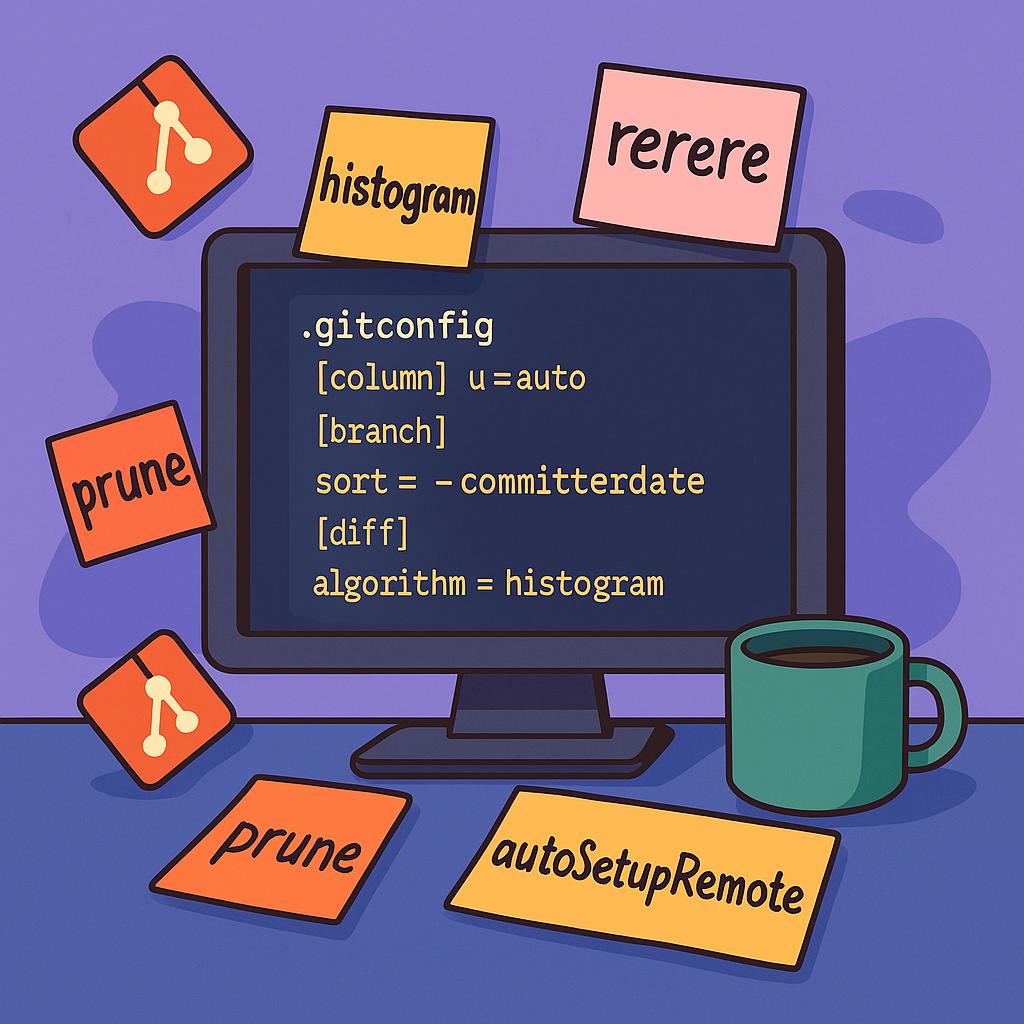 histogram
rerere
.gitconfig
[column] u=auto
[branch]
sort = -committerdate
[diff]
algorithm = histogram
prune
prune
autoSetupRemote